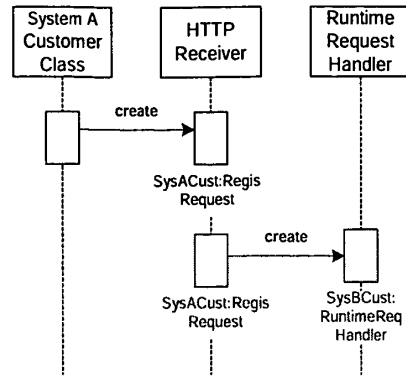 System A
Customer
Class
HTTP
Receiver
Runtime
Request
Handler
create
SysACust:Regis
Request
create
SysACust:Regis
Request
SysBCust:
RuntimeReq
Handler